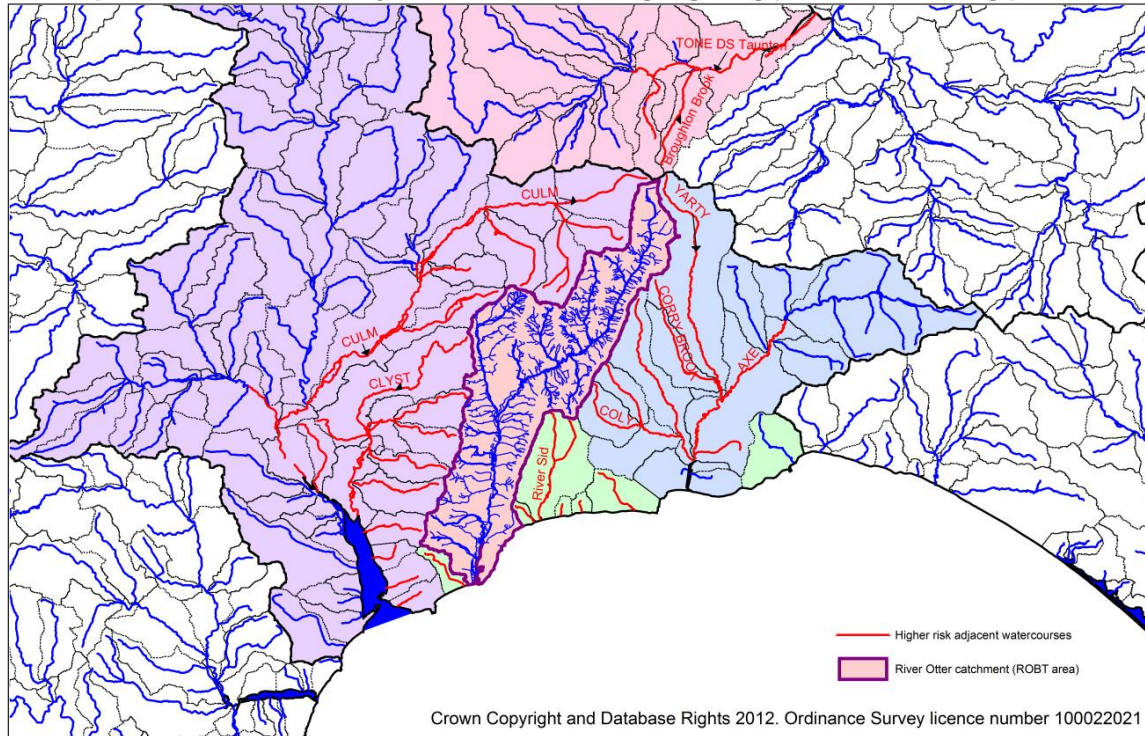 TONE DS Taunton
Broughton Brook
CULM
YARTY
CORRY BROOK
CULM
AXE
CLYST
COLY
River Sid
Higher risk adjacent watercourses
River Otter catchment (ROBT area)
Crown Copyright and Database Rights 2012. Ordinance Survey licence number 100022021